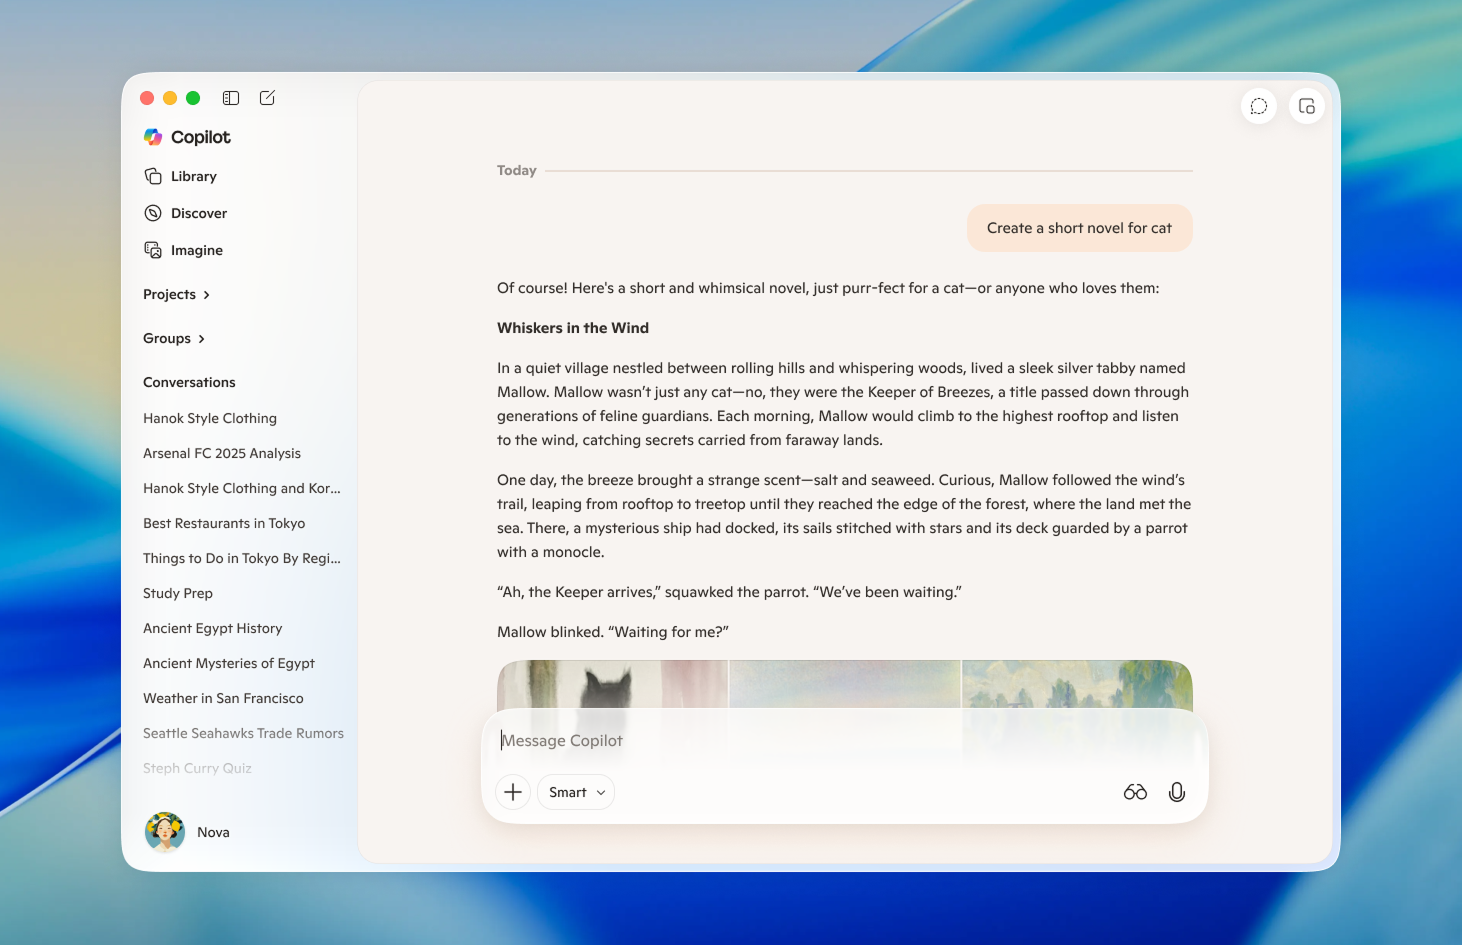 Copilot
Library
Discover
Imagine
Projects
Groups
Conversations
Hanok Style Clothing
Arsenal FC 2025 Analysis
Hanok Style Clothing and Kor...
Best Restaurants in Tokyo
Things to Do in Tokyo By Regi...
Study Prep
Ancient Egypt History
Ancient Mysteries of Egypt
Weather in San Francisco
Seattle Seahawks Trade Rumors
Steph Curry Quiz
Nova
Today
Create a short novel for cat
Of course! Here's a short and whimsical novel, just purr-fect for a cat—or anyone who loves them:
Whiskers in the Wind
In a quiet village nestled between rolling hills and whispering woods, lived a sleek silver tabby named
Mallow. Mallow wasn’t just any cat—no, they were the Keeper of Breezes, a title passed down through
generations of feline guardians. Each morning, Mallow would climb to the highest rooftop and listen
to the wind, catching secrets carried from faraway lands.
One day, the breeze brought a strange scent—salt and seaweed. Curious, Mallow followed the wind’s
trail, leaping from rooftop to treetop until they reached the edge of the forest, where the land met the
sea. There, a mysterious ship had docked, its sails stitched with stars and its deck guarded by a parrot
with a monocle.
“Ah, the Keeper arrives,” squawked the parrot. “We’ve been waiting.”
Mallow blinked. “Waiting for me?”
Message Copilot
Smart